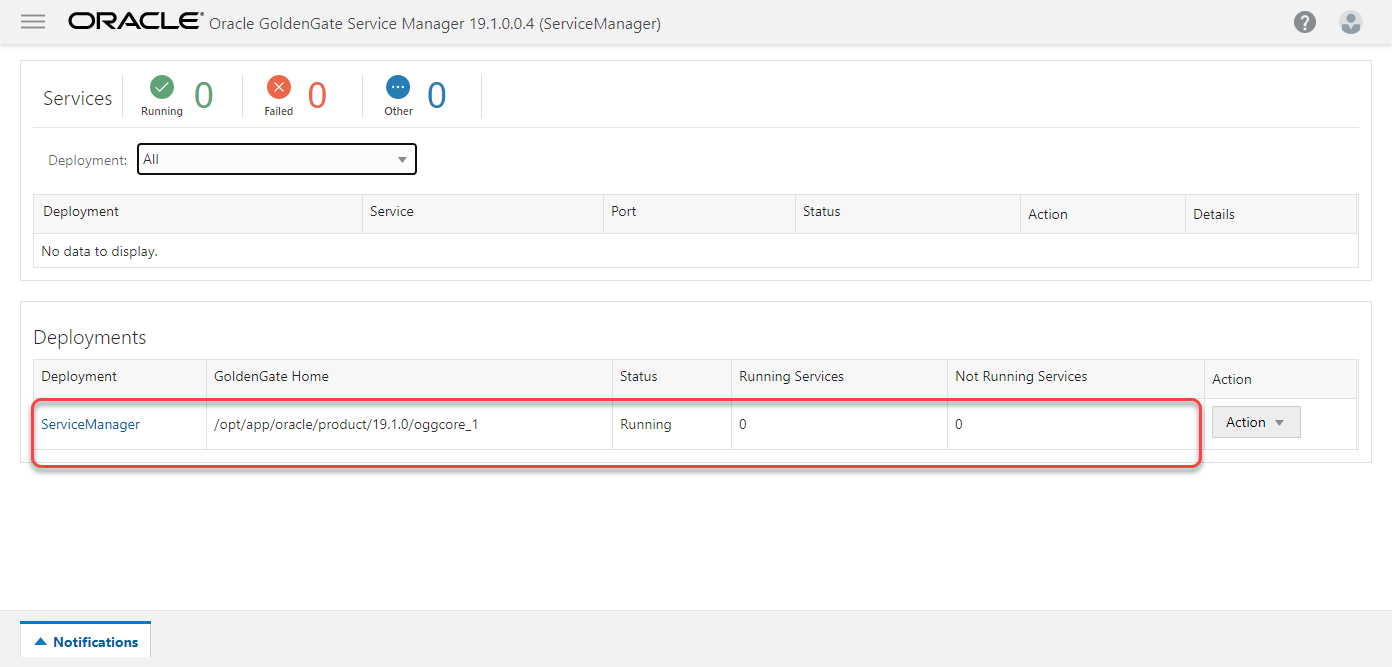 ORACLE® Oracle GoldenGate Service Manager 19.1.0.0.4 (ServiceManager) ?
Services Running 0 Failed 0 Other 0
Deployment: All
Deployment Service Port Status Action Details
No data to display.
Deployments
Deployment GoldenGate Home Status Running Services Not Running Services Action
ServiceManager /opt/app/oracle/product/19.1.0/oggcore_1 Running 0 0 Action
Notifications